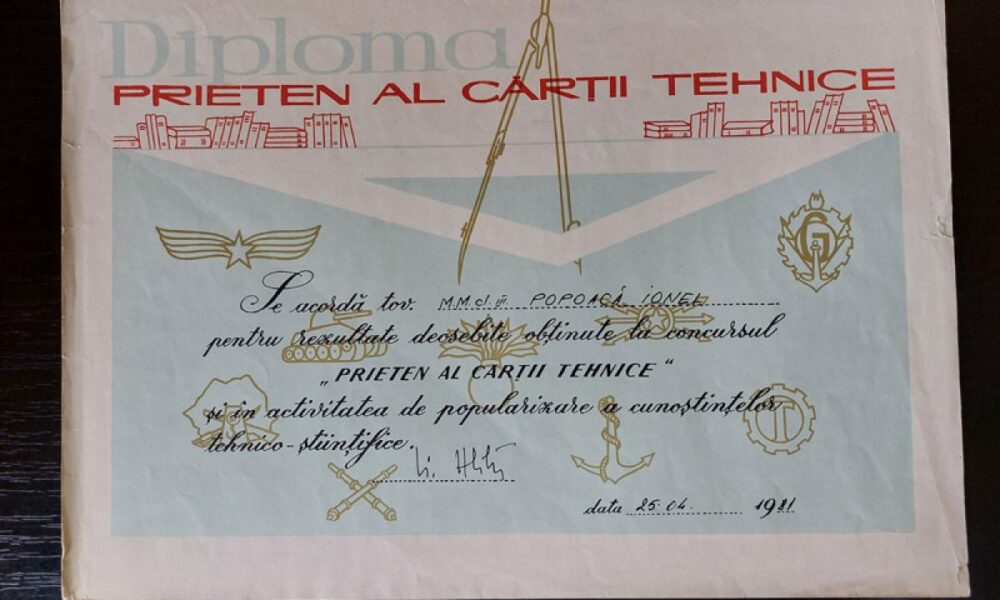 Diploma
PRIETEN AL CĂRȚII TEHNICE
Se acordă tov. M.M.cl.III. POPOACĂ IONEL
pentru rezultate deosebite obținute la concursul
„PRIETEN AL CĂRȚII TEHNICE"
și în activitatea de popularizare a cunoștințelor
tehnico-științifice.
data 25.04. 1981